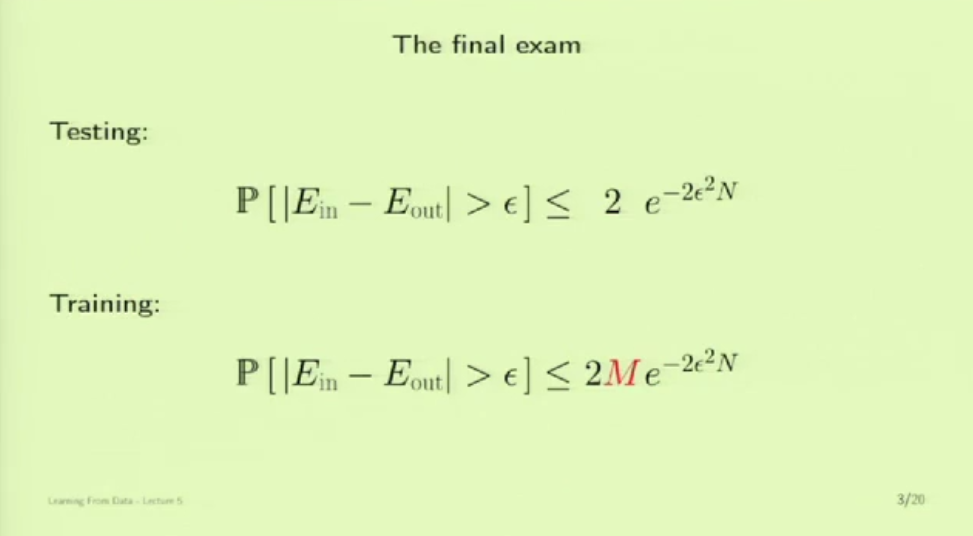 The final exam
Testing:
ℙ [ |E_in − E_out| > ϵ ] ≤ 2 e^{−2ϵ²N}
Training:
ℙ [ |E_in − E_out| > ϵ ] ≤ 2M e^{−2ϵ²N}
Learning From Data - Lecture 5
3/20